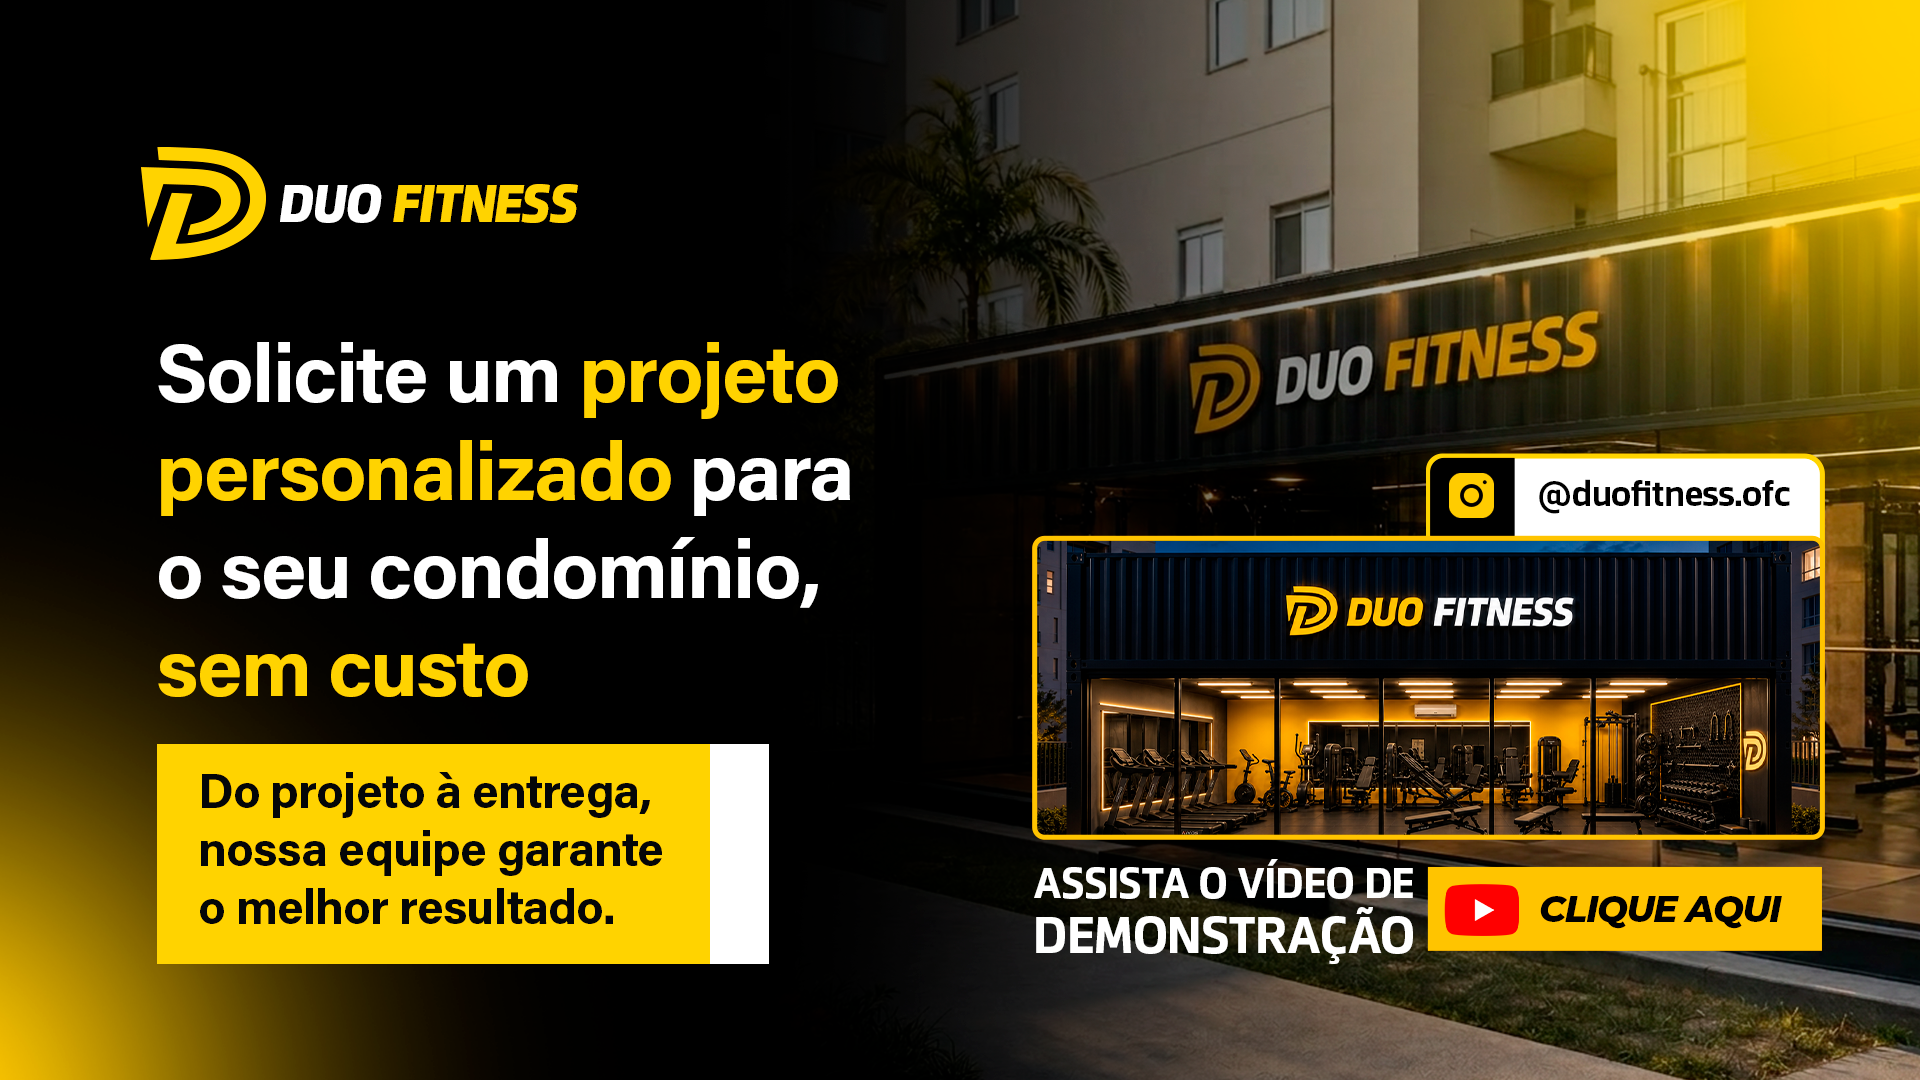 DUO FITNESS
Solicite um projeto
personalizado para
o seu condomínio,
sem custo
Do projeto à entrega,
nossa equipe garante
o melhor resultado.
DUO FITNESS
@duofitness.ofc
DUO FITNESS
ASSISTA O VÍDEO DE
DEMONSTRAÇÃO
CLIQUE AQUI